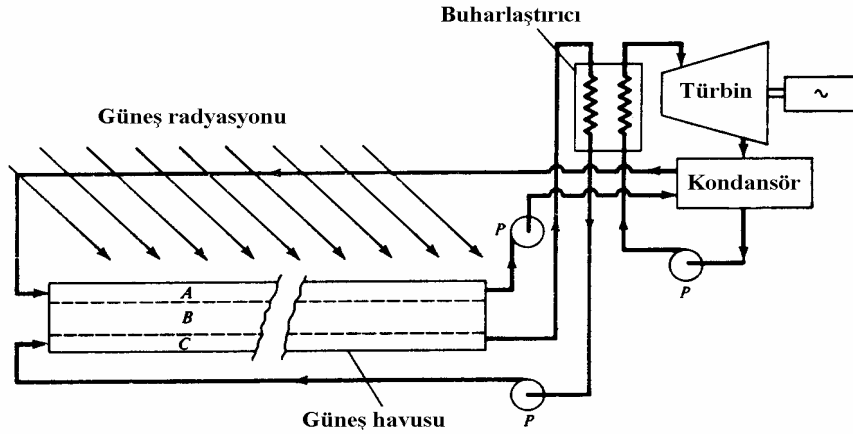 Buharlaştırıcı
Türbin
~
Güneş radyasyonu
Kondansör
P
P
A
B
C
P
Güneş havusu